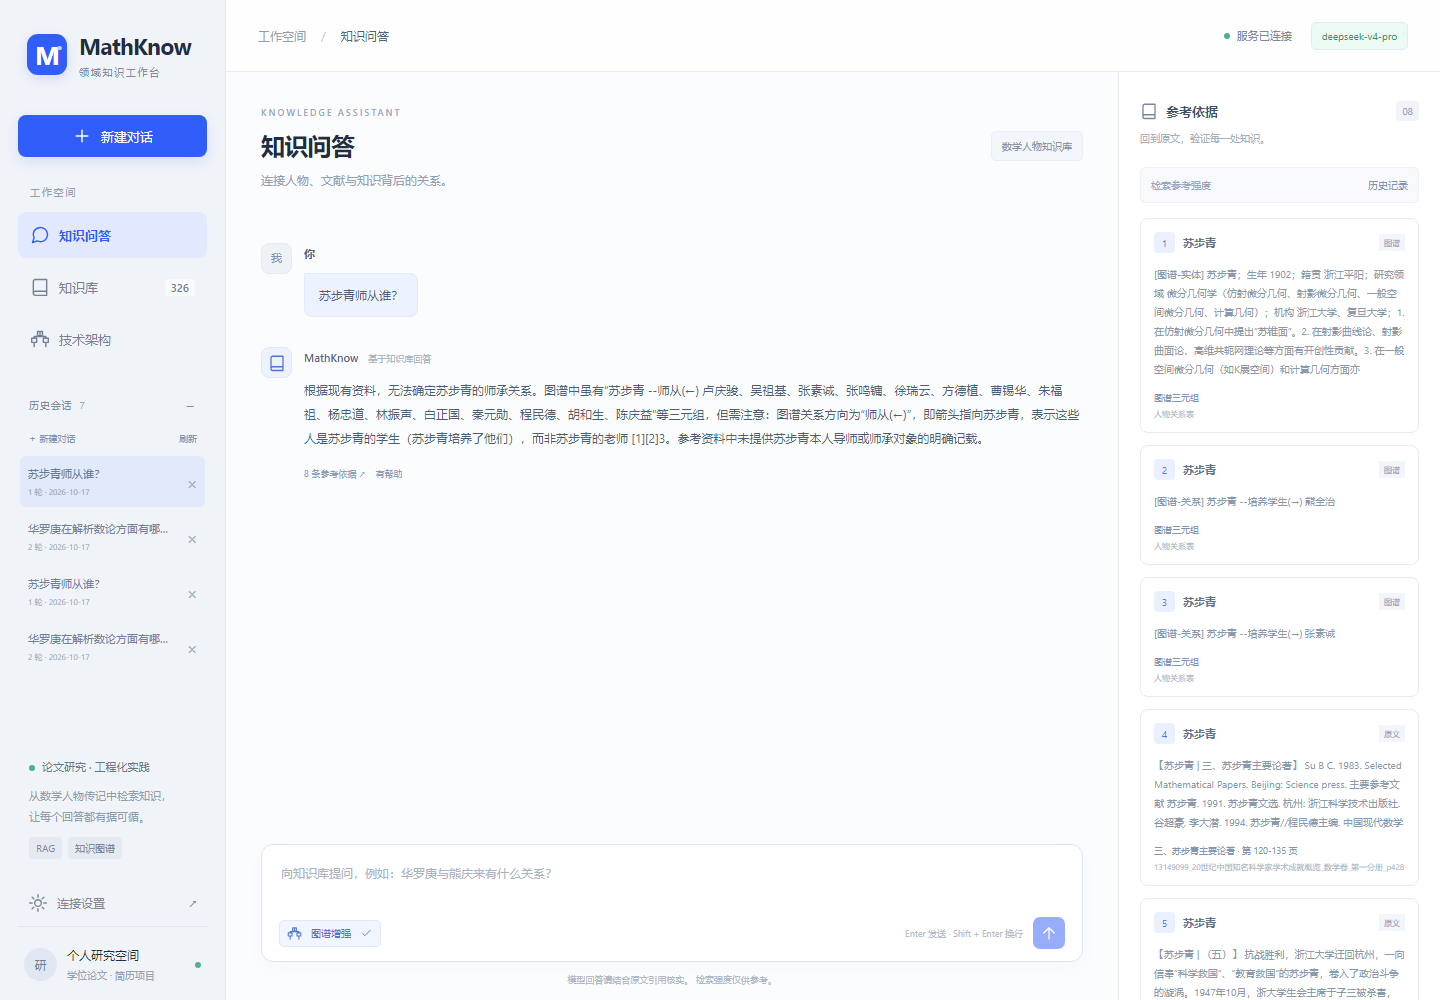 MathKnow
领域知识工作台
新建对话
工作空间
知识问答
知识库
326
技术架构
历史会话 7
+ 新建对话
刷新
苏步青师从谁？
1 轮 · 2026-10-17
华罗庚在解析数论方面有哪...
2 轮 · 2026-10-17
苏步青师从谁？
1 轮 · 2026-10-17
华罗庚在解析数论方面有哪...
2 轮 · 2026-10-17
论文研究 · 工程化实践
从数学人物传记中检索知识，
让每个回答都有据可循。
RAG
知识图谱
连接设置
研
个人研究空间
学位论文 · 简历项目
工作空间 / 知识问答
服务已连接
deepseek-v4-pro
KNOWLEDGE ASSISTANT
知识问答
连接人物、文献与知识背后的关系。
数学人物知识库
我
你
苏步青师从谁？
MathKnow 基于知识库回答
根据现有资料，无法确定苏步青的师承关系。图谱中虽有"苏步青 --师从(←) 卢庆骏、吴祖基、张素诚、张鸣镛、徐瑞云、方德植、曹锡华、朱福
祖、杨忠道、林振声、白正国、秦元勋、程民德、胡和生、陈庆益"等三元组，但需注意：图谱关系方向为"师从(←)"，即箭头指向苏步青，表示这些
人是苏步青的学生（苏步青培养了他们），而非苏步青的老师 [1][2]3。参考资料中未提供苏步青本人导师或师承对象的明确记载。
8 条参考依据 ↗ 有帮助
向知识库提问，例如：华罗庚与熊庆来有什么关系？
图谱增强
Enter 发送 · Shift + Enter 换行
模型回答请结合原文引用核实。 检索强度仅供参考。
参考依据
08
回到原文，验证每一处知识。
检索参考强度
历史记录
1 苏步青 图谱
[图谱-实体] 苏步青；生年 1902；籍贯 浙江平阳；研究领
域 微分几何学（仿射微分几何、射影微分几何、一般空
间微分几何、计算几何）；机构 浙江大学、复旦大学；1.
在仿射微分几何中提出"苏锥面"。2. 在射影曲线论、射影
曲面论、高维共轭网理论等方面有开创性贡献。3. 在一般
空间微分几何（如K展空间）和计算几何方面亦
图谱三元组
人物关系表
2 苏步青 图谱
[图谱-关系] 苏步青 --培养学生(→) 熊全治
图谱三元组
人物关系表
3 苏步青 图谱
[图谱-关系] 苏步青 --培养学生(→) 张素诚
图谱三元组
人物关系表
4 苏步青 原文
【苏步青 | 三、苏步青主要论著】 Su B C. 1983. Selected
Mathematical Papers. Beijing: Science press. 主要参考文
献 苏步青. 1991. 苏步青文选. 杭州: 浙江科学技术出版社.
谷超豪, 李大潜. 1994. 苏步青//程民德主编. 中国现代数学
三、苏步青主要论著 · 第 120-135 页
13149099_20世纪中国知名科学家学术成就概览_数学卷_第一分册_p428
5 苏步青 原文
【苏步青 | （五）】 抗战胜利，浙江大学迁回杭州，一向
信奉"科学救国"、"教育救国"的苏步青，卷入了政治斗争
的漩涡。1947年10月，浙大学生会主席于子三被杀害，